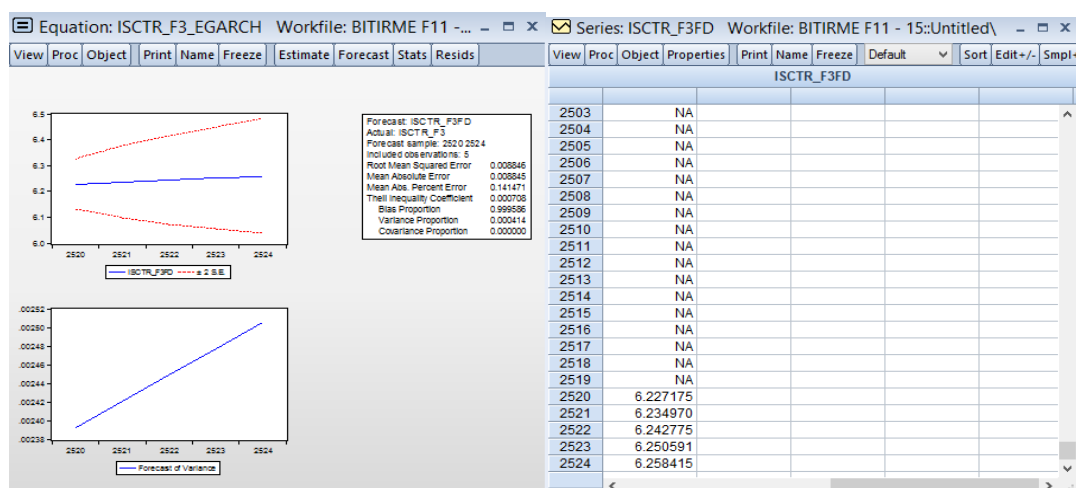 Equation: ISCTR_F3_EGARCH Workfile: BITIRME F11 -...
View Proc Object Print Name Freeze Estimate Forecast Stats Resids
6.5
6.4
6.3
6.2
6.1
6.0
2520 2521 2522 2523 2524
ISCTR_F3FD ± 2 S.E.
Forecast: ISCTR_F3FD
Actual: ISCTR_F3
Forecast sample: 2520 2524
Included observations: 5
Root Mean Squared Error 0.008846
Mean Absolute Error 0.008845
Mean Abs. Percent Error 0.141471
Theil Inequality Coefficient 0.000708
Bias Proportion 0.999586
Variance Proportion 0.000414
Covariance Proportion 0.000000
.00252
.00250
.00248
.00246
.00244
.00242
.00240
.00238
2520 2521 2522 2523 2524
Forecast of Variance
Series: ISCTR_F3FD Workfile: BITIRME F11 - 15::Untitled\
View Proc Object Properties Print Name Freeze Default Sort Edit+/- Smpl+
ISCTR_F3FD
2503 NA
2504 NA
2505 NA
2506 NA
2507 NA
2508 NA
2509 NA
2510 NA
2511 NA
2512 NA
2513 NA
2514 NA
2515 NA
2516 NA
2517 NA
2518 NA
2519 NA
2520 6.227175
2521 6.234970
2522 6.242775
2523 6.250591
2524 6.258415